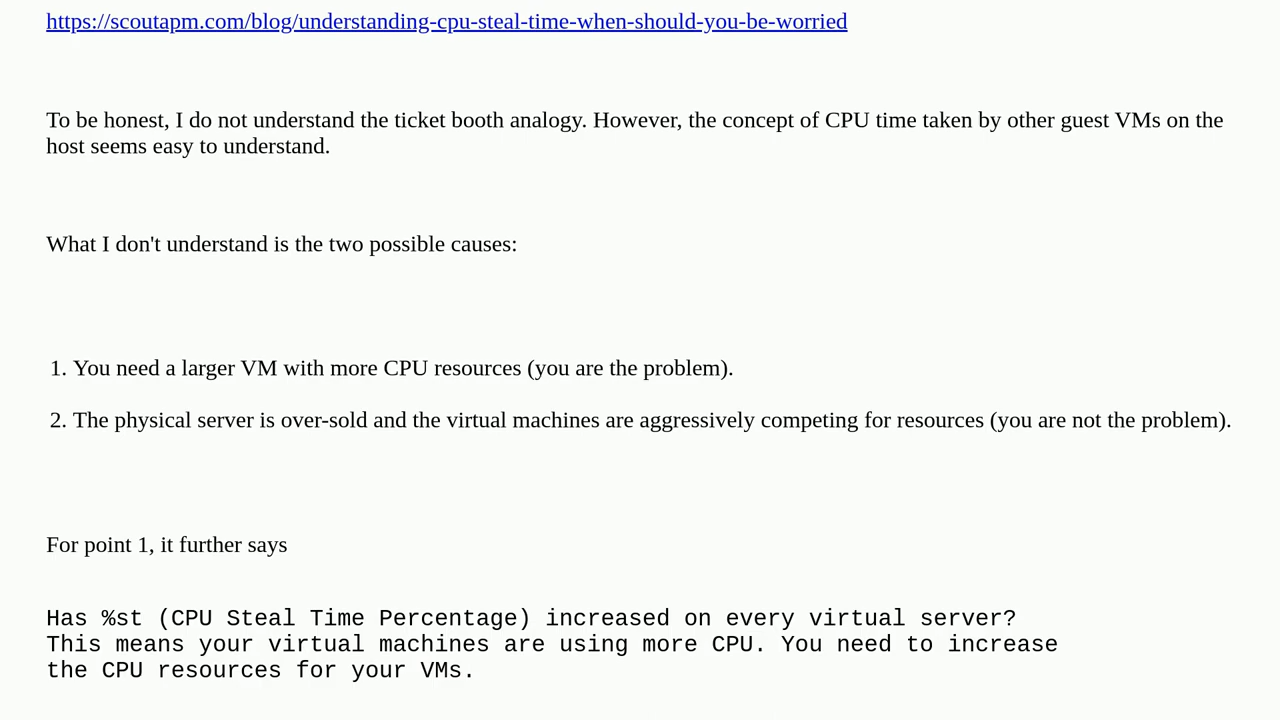 https://scoutapm.com/blog/understanding-cpu-steal-time-when-should-you-be-worried
To be honest, I do not understand the ticket booth analogy. However, the concept of CPU time taken by other guest VMs on the
host seems easy to understand.
What I don't understand is the two possible causes:
1. You need a larger VM with more CPU resources (you are the problem).
2. The physical server is over-sold and the virtual machines are aggressively competing for resources (you are not the problem).
For point 1, it further says
Has %st (CPU Steal Time Percentage) increased on every virtual server?
This means your virtual machines are using more CPU. You need to increase
the CPU resources for your VMs.